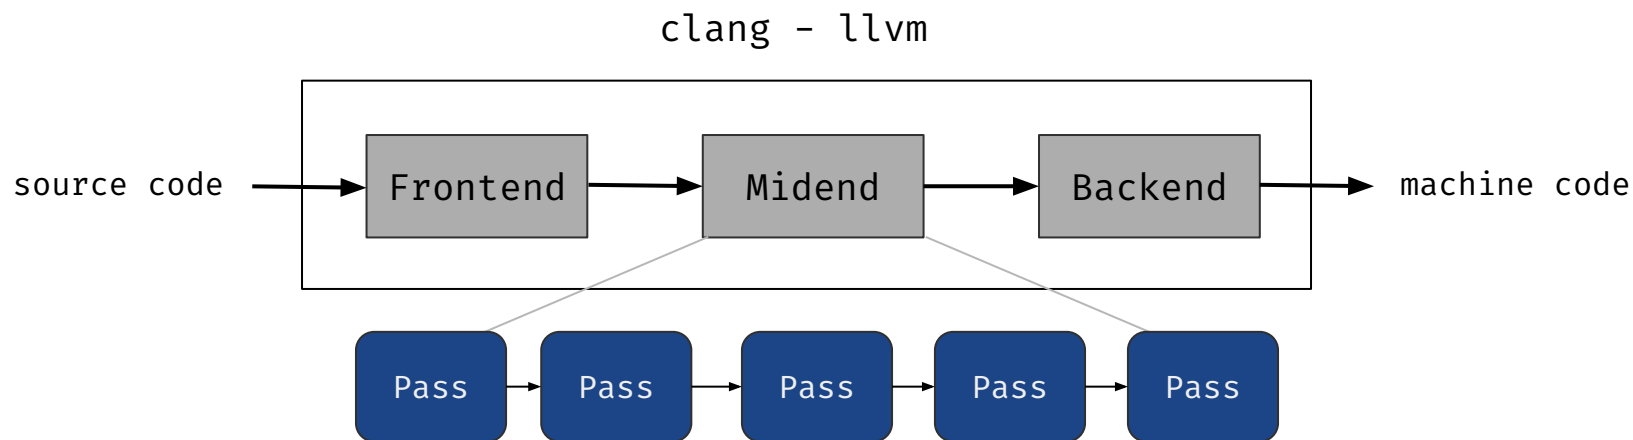 clang - llvm
source code
Frontend
Midend
Backend
machine code
Pass
Pass
Pass
Pass
Pass